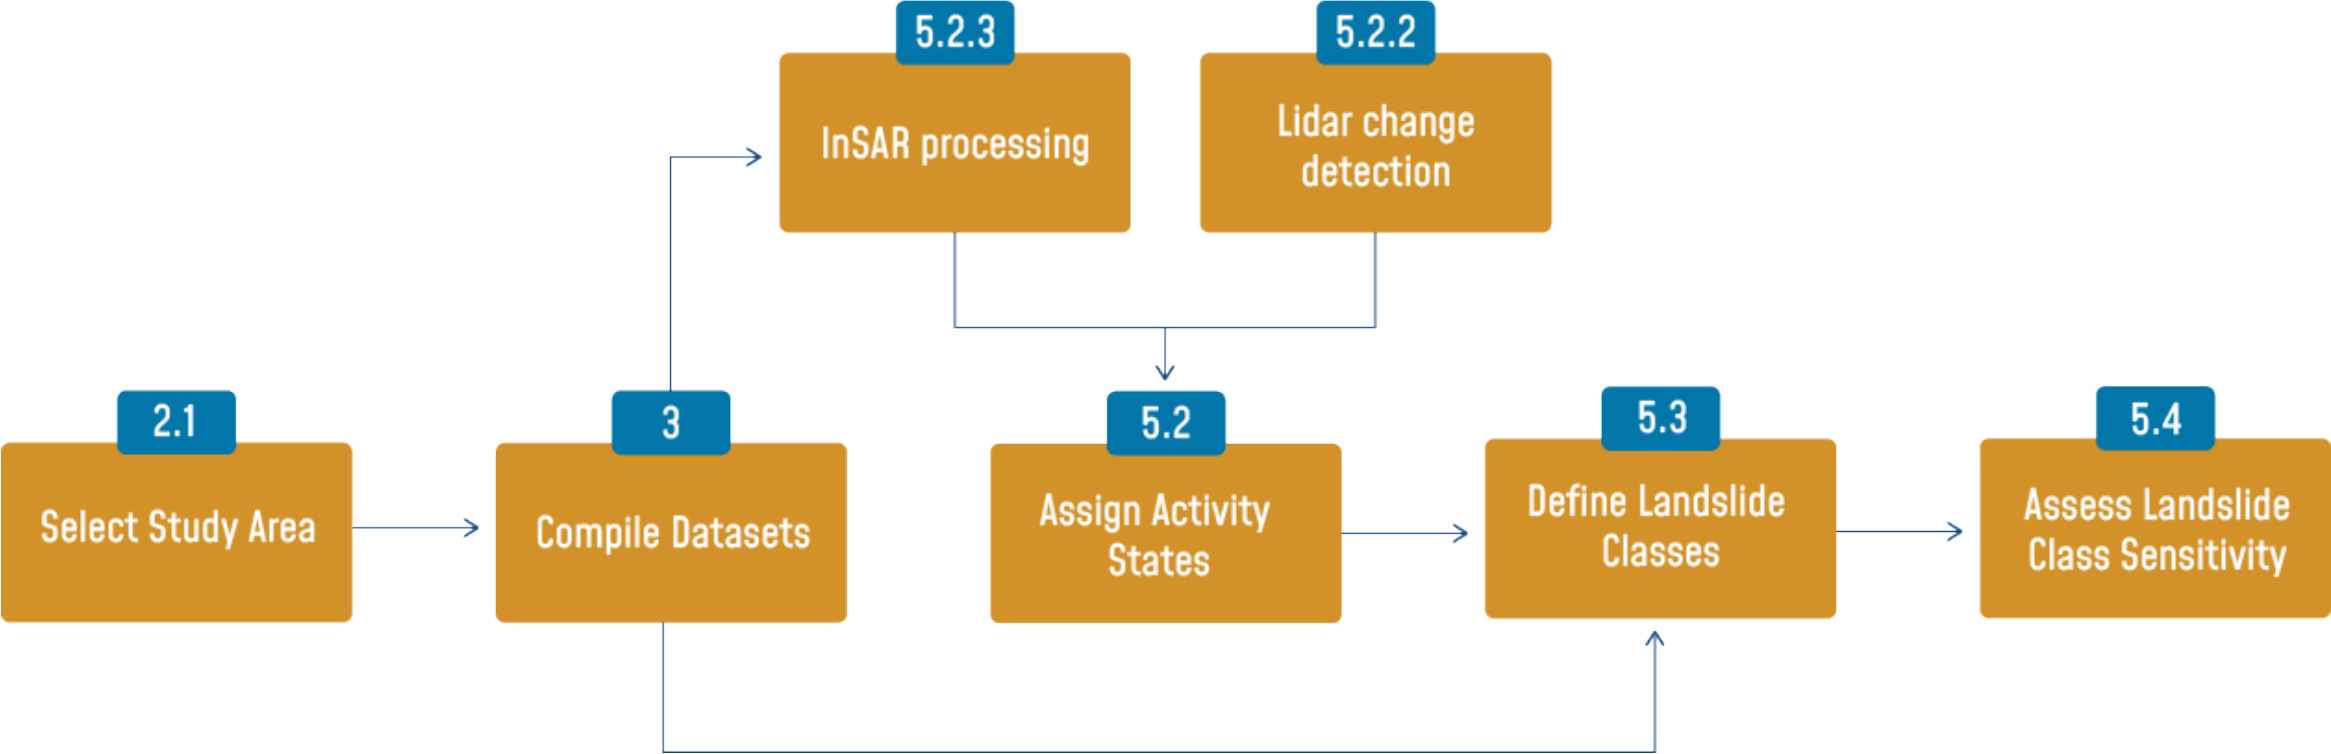 5.2.3
InSAR processing
5.2.2
Lidar change
detection
2.1
Select Study Area
3
Compile Datasets
5.2
Assign Activity
States
5.3
Define Landslide
Classes
5.4
Assess Landslide
Class Sensitivity